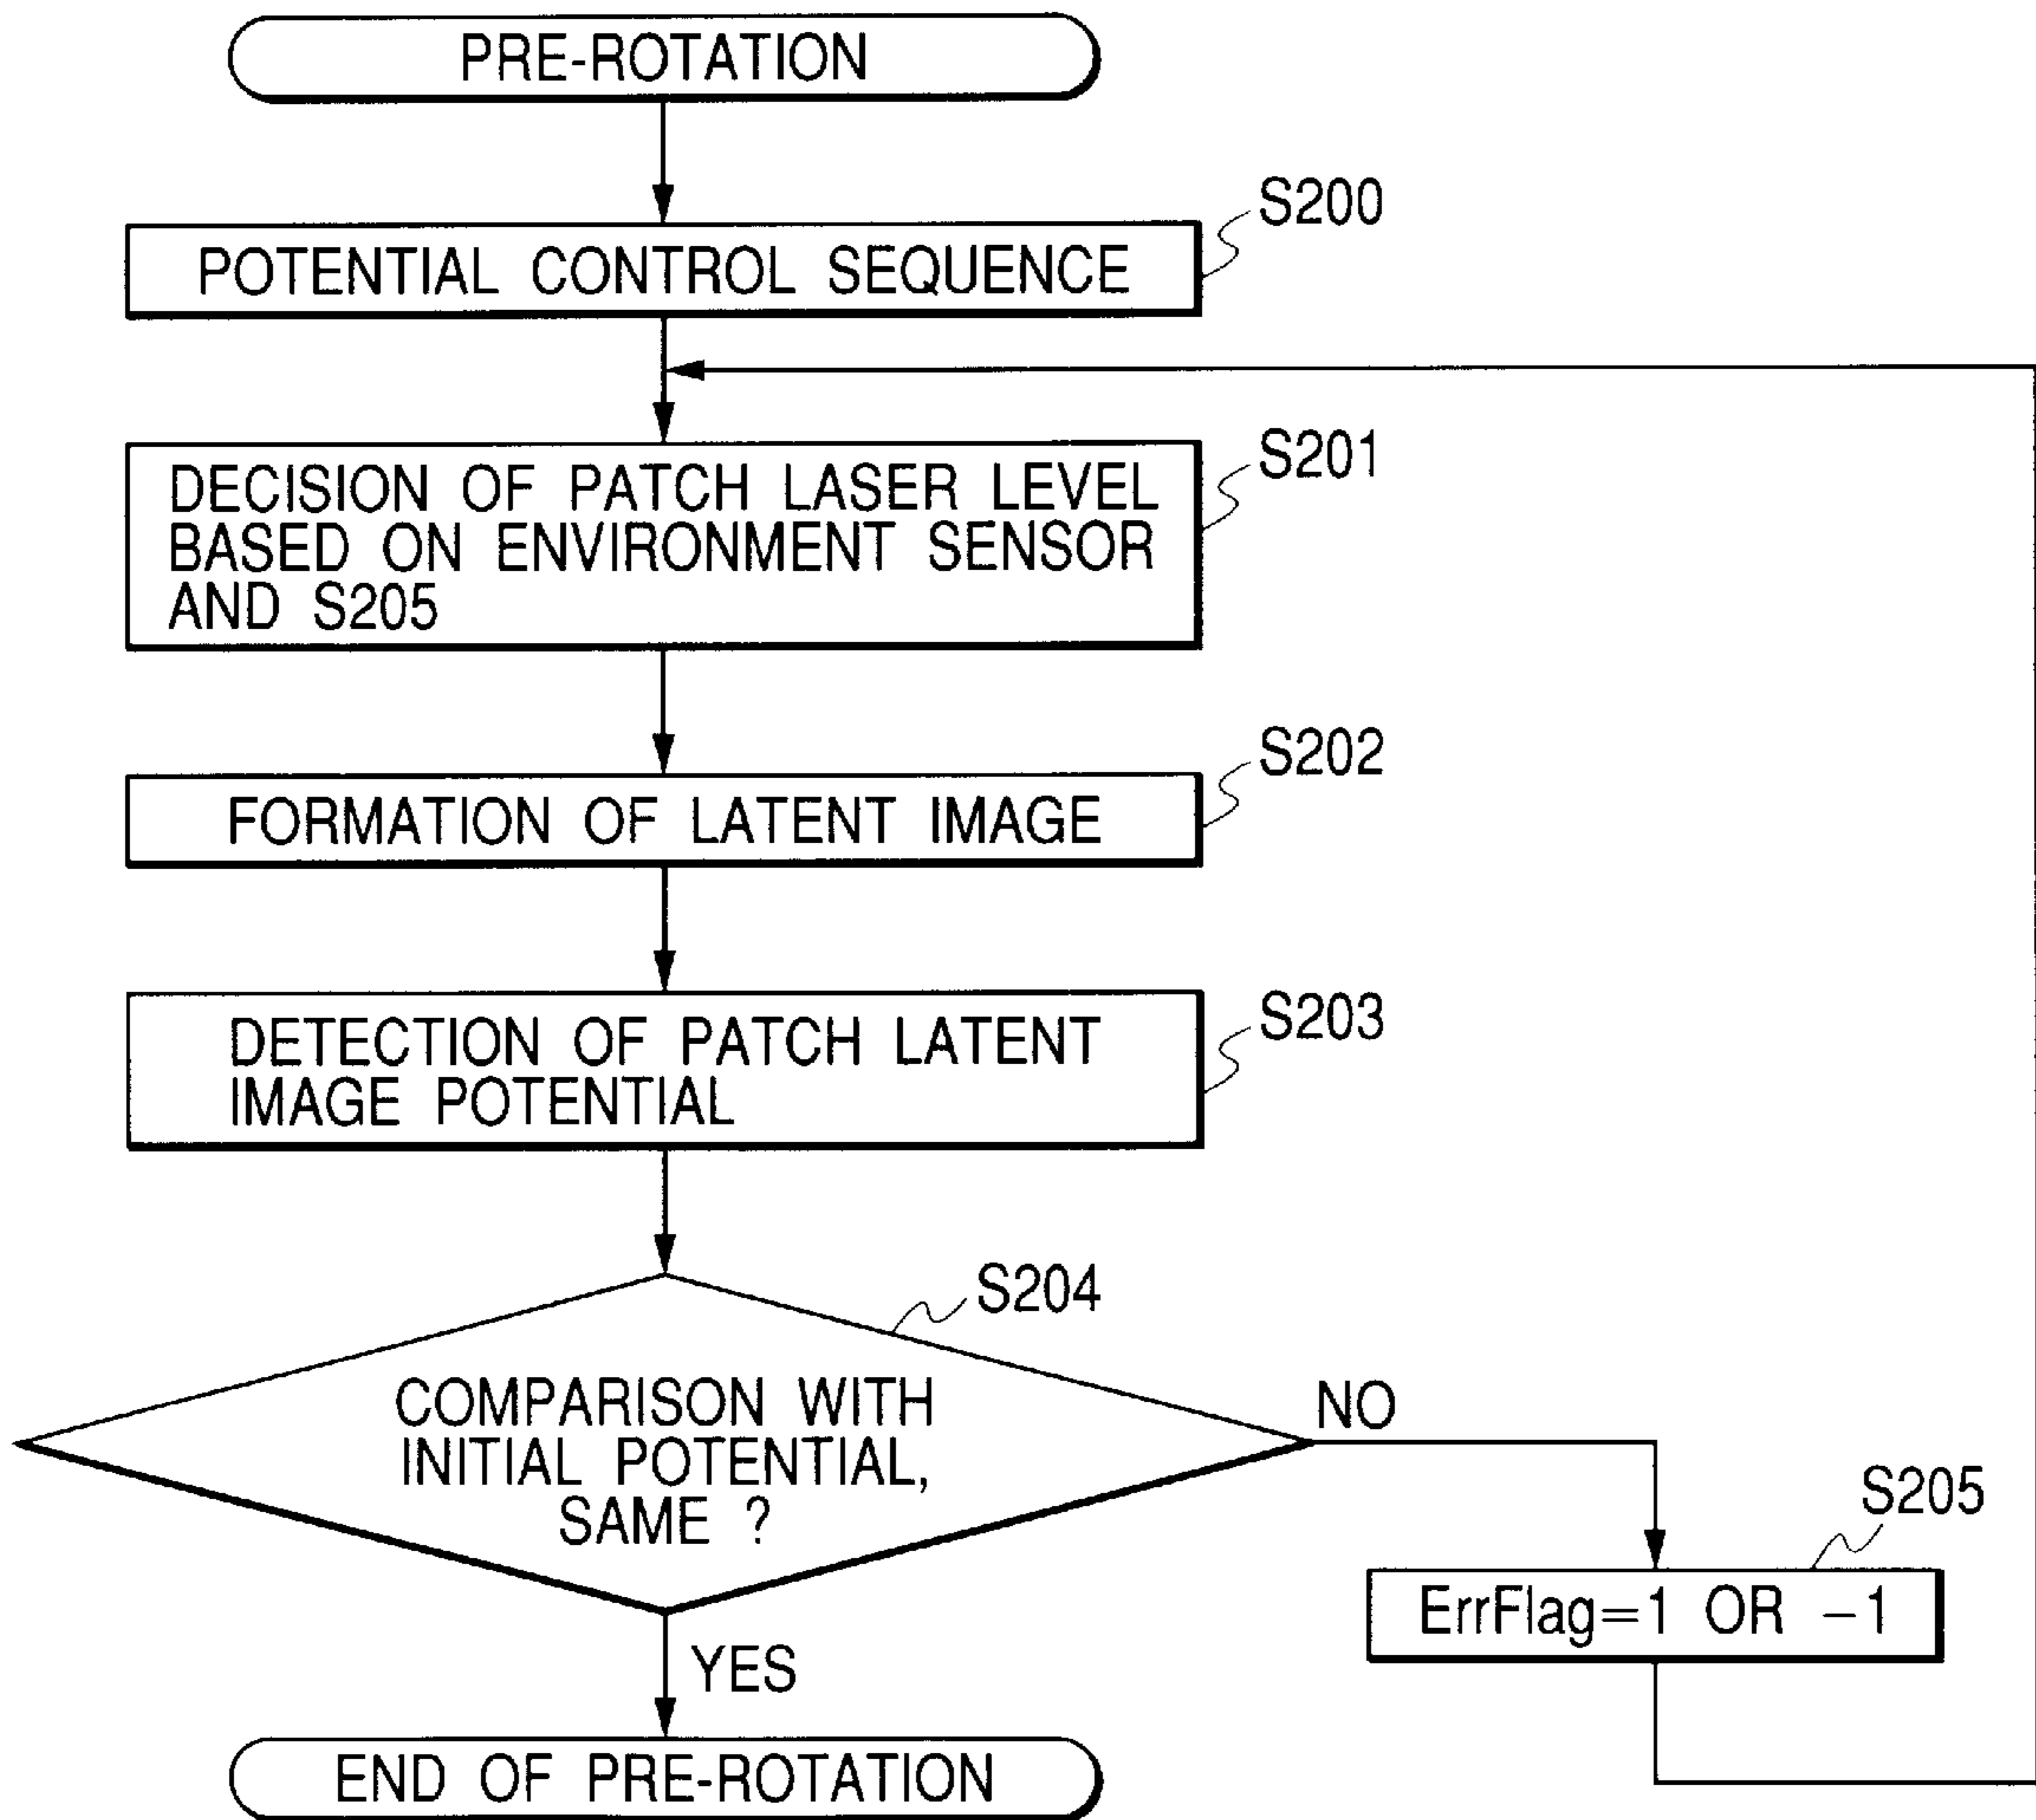 PRE-ROTATION
S200
POTENTIAL CONTROL SEQUENCE
S201
DECISION OF PATCH LASER LEVEL
BASED ON ENVIRONMENT SENSOR
AND S205
S202
FORMATION OF LATENT IMAGE
S203
DETECTION OF PATCH LATENT
IMAGE POTENTIAL
S204
COMPARISON WITH
INITIAL POTENTIAL,
SAME ?
NO
S205
ErrFlag=1 OR −1
YES
END OF PRE-ROTATION